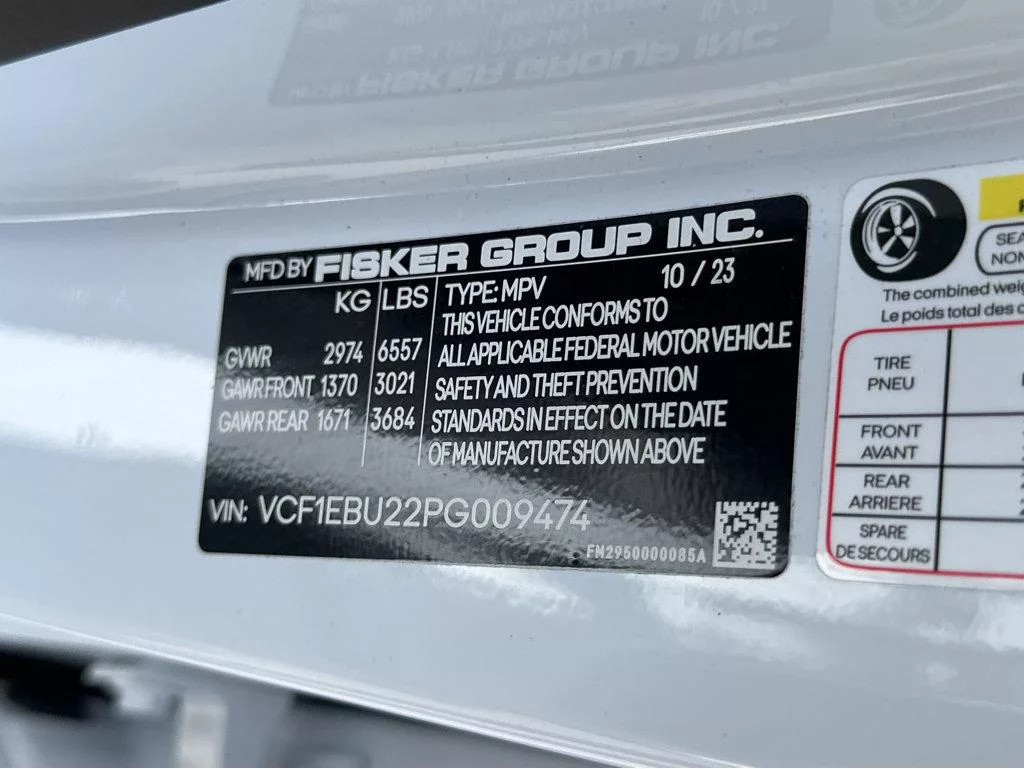 FISKER GROUP INC
MFD BY FISKER GROUP INC.
KG LBS TYPE: MPV 10 / 23
THIS VEHICLE CONFORMS TO
GVWR 2974 6557 ALL APPLICABLE FEDERAL MOTOR VEHICLE
GAWR FRONT 1370 3021 SAFETY AND THEFT PREVENTION
GAWR REAR 1671 3684 STANDARDS IN EFFECT ON THE DATE
OF MANUFACTURE SHOWN ABOVE
VIN: VCF1EBU22PG009474
FM2950000085A
The combined
Le poids total des
TIRE
PNEU
FRONT
AVANT
REAR
ARRIERE
SPARE
DE SECOURS